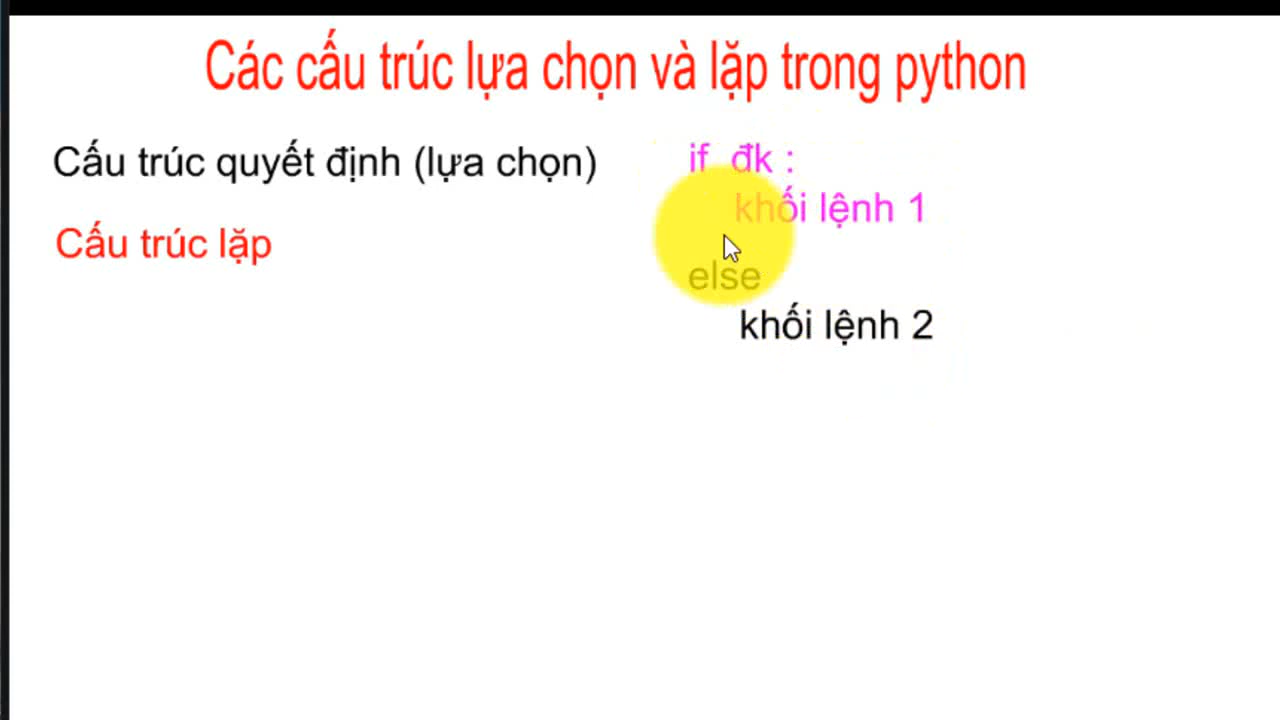 Các cấu trúc lựa chọn và lặp trong python
Cấu trúc quyết định (lựa chọn)
Cấu trúc lặp
if đk :
khối lệnh 1
else
khối lệnh 2